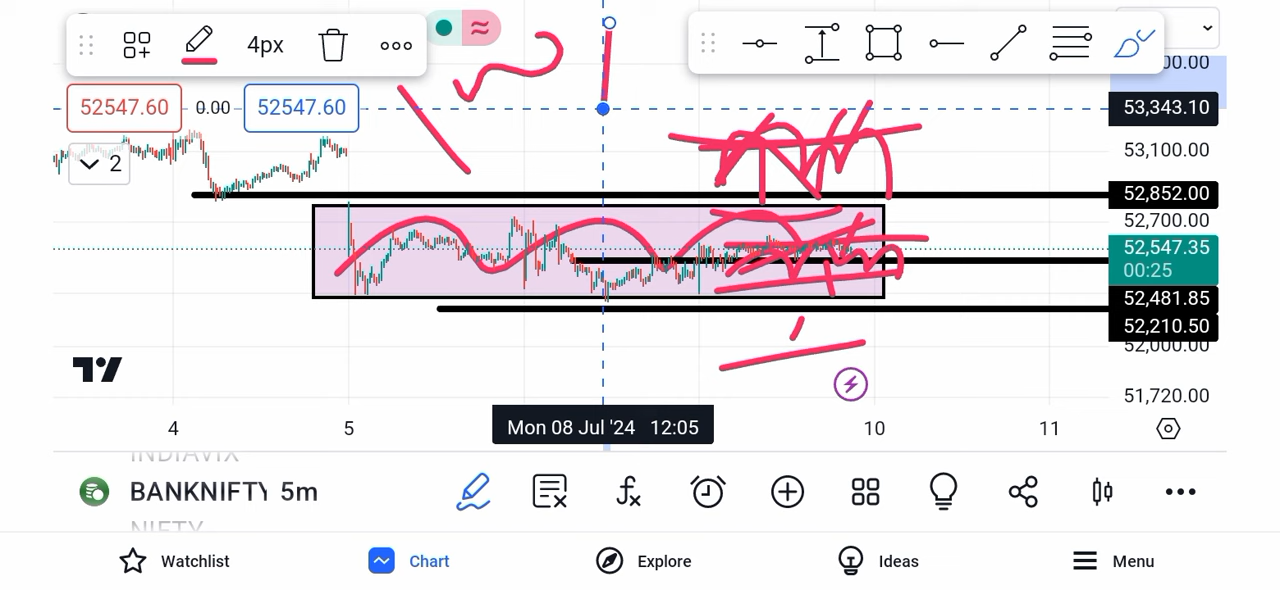 4px
52547.60 0.00 52547.60
00.00
53,343.10
2
53,100.00
52,852.00
52,700.00
52,547.35
00:25
52,481.85
52,210.50
52,000.00
51,720.00
4 5 Mon 08 Jul '24 12:05 10 11
INDIAVIX
BANKNIFTY 5m
NIFTY
Watchlist Chart Explore Ideas Menu